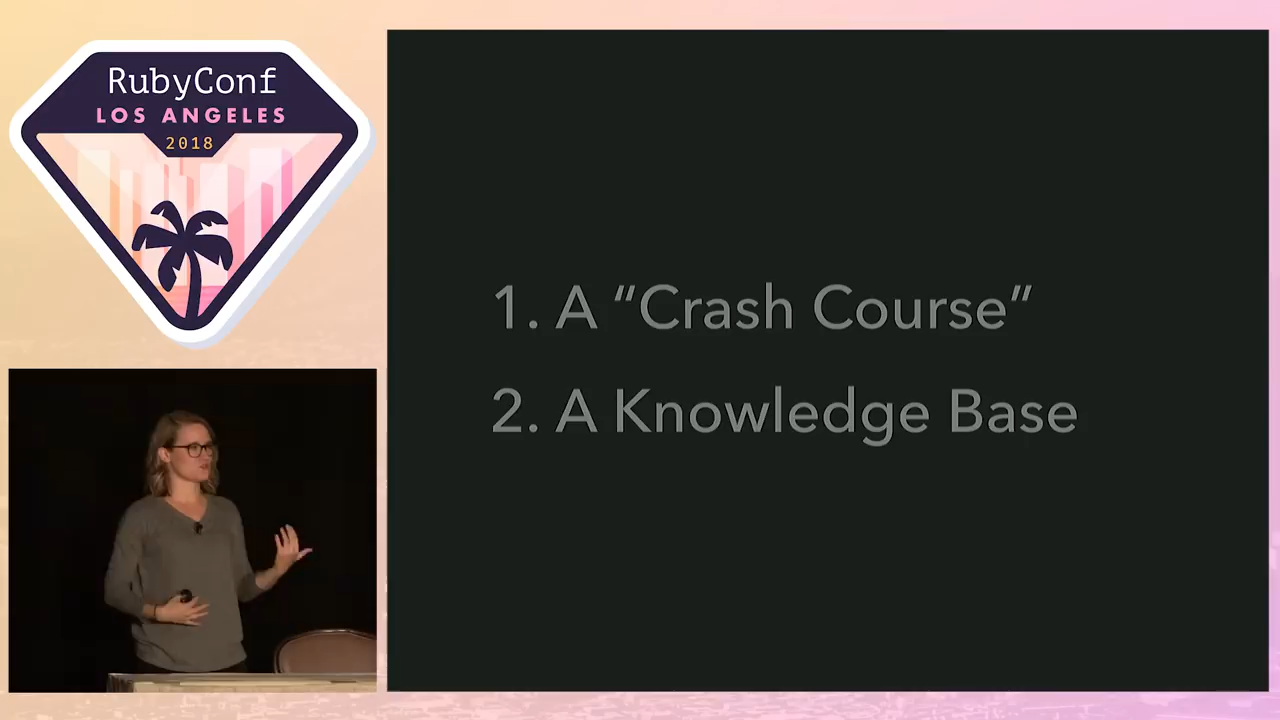 RubyConf
LOS ANGELES
2018
1. A “Crash Course”
2. A Knowledge Base